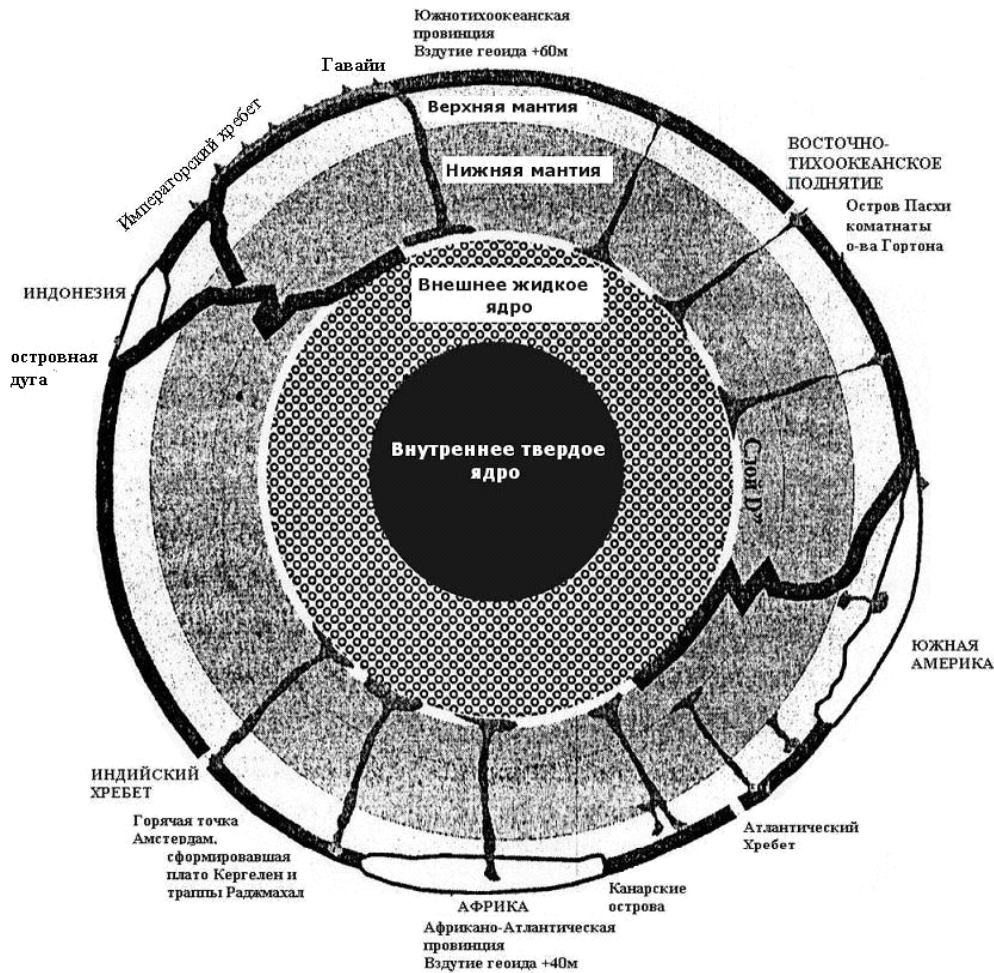 Южнотихоокеанская
провинция
Вздутие геоида +60м
Гавайи
Верхняя мантия
Императорский хребет
Нижняя мантия
ВОСТОЧНО-
ТИХООКЕАНСКОЕ
ПОДНЯТИЕ
Остров Пасхи
коматнаты
о-ва Гортона
ИНДОНЕЗИЯ
Внешнее жидкое
ядро
островная
дуга
Внутреннее твердое
ядро
Слой D”
ЮЖНАЯ
АМЕРИКА
ИНДИЙСКИЙ
ХРЕБЕТ
Горячая точка
Амстердам,
сформировавшая
плато Кергелен и
траппы Раджмахал
Атлантический
Хребет
Канарские
острова
АФРИКА
Африкано-Атлантическая
провинция
Вздутие геоида +40м